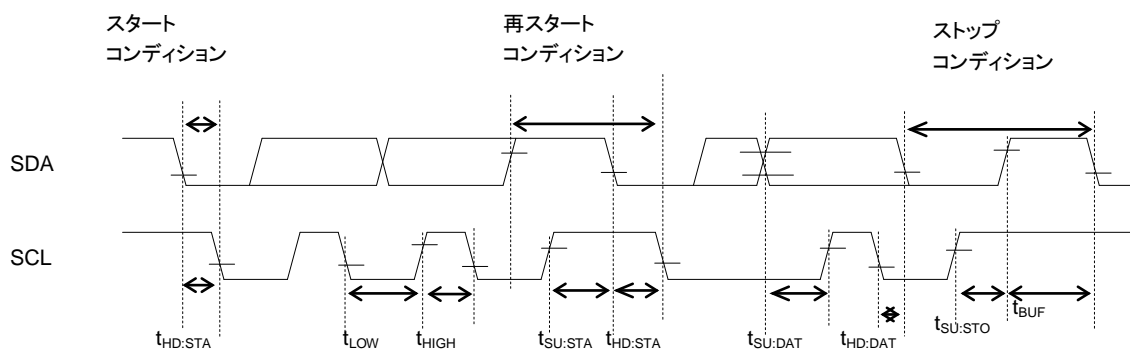 スタート
コンディション
再スタート
コンディション
ストップ
コンディション
SDA
SCL
tHD:STA
tLOW
tHIGH
tSU:STA
tHD:STA
tSU:DAT
tHD:DAT
tSU:STO
tBUF